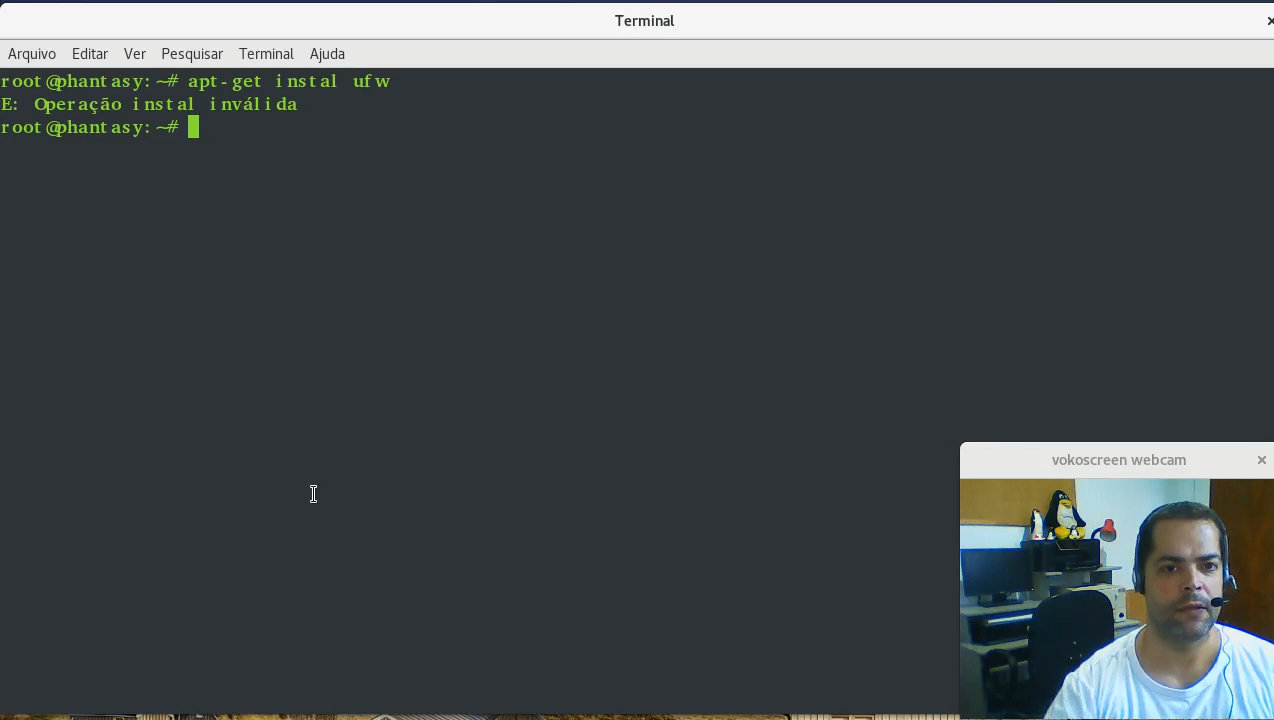 Terminal
Arquivo Editar Ver Pesquisar Terminal Ajuda
root@phantasy:~# apt-get instal ufw
E: Operação instal inválida
root@phantasy:~#
vokoscreen webcam